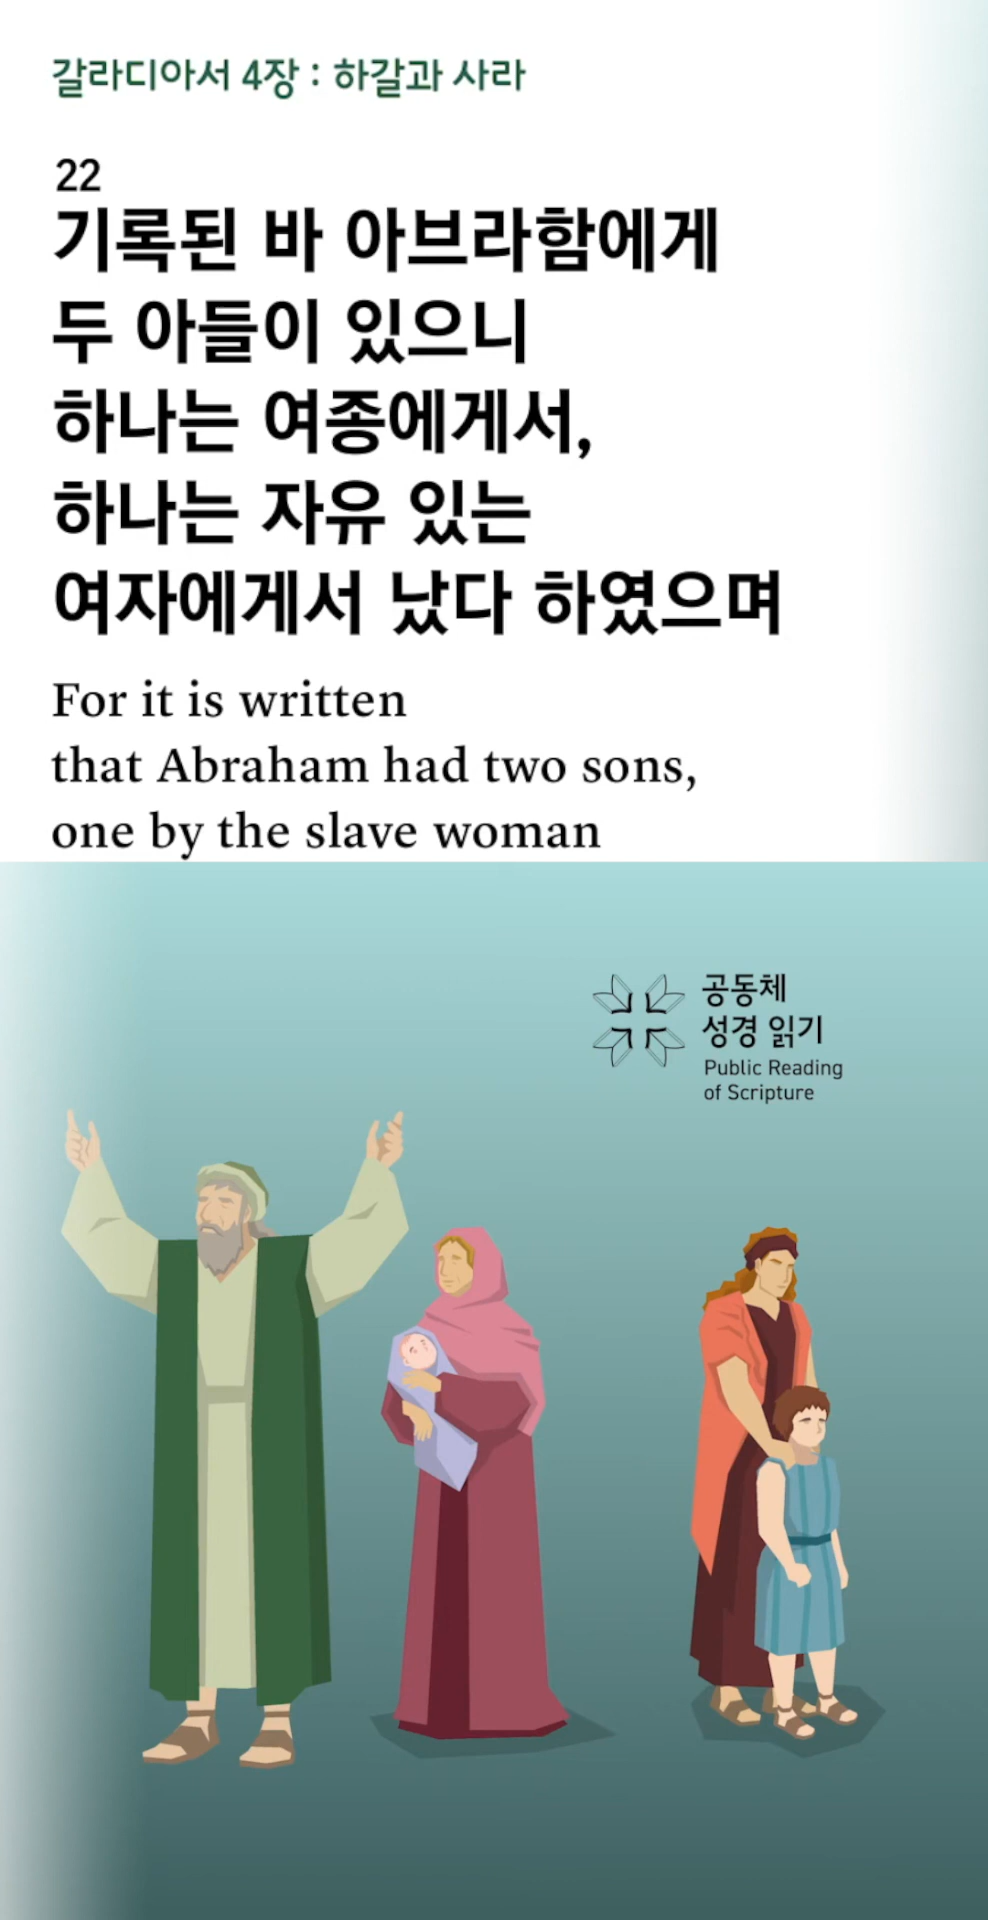 갈라디아서 4장 : 하갈과 사라
22
기록된 바 아브라함에게
두 아들이 있으니
하나는 여종에게서,
하나는 자유 있는
여자에게서 났다 하였으며
For it is written
that Abraham had two sons,
one by the slave woman
공동체
성경 읽기
Public Reading
of Scripture